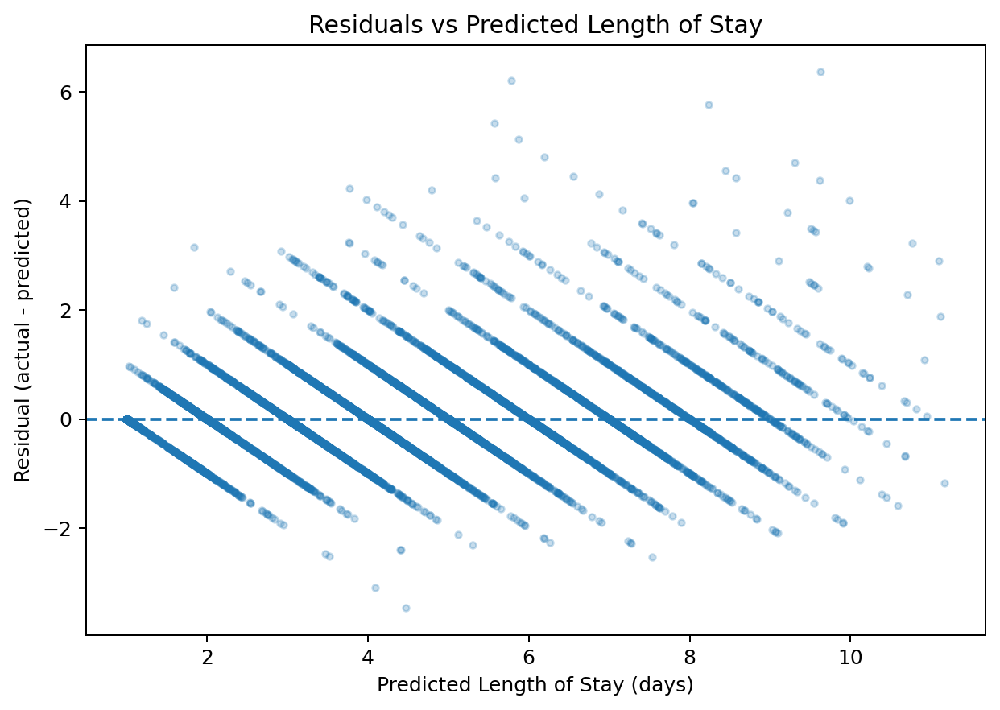 Residuals vs Predicted Length of Stay
Residual (actual - predicted)
6
4
2
0
−2
2 4 6 8 10
Predicted Length of Stay (days)